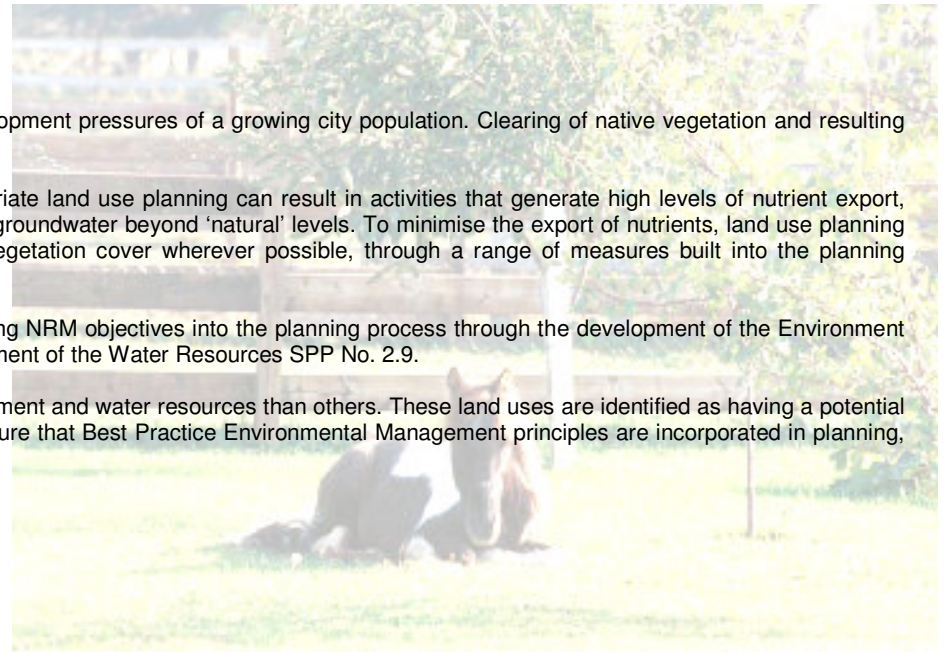 opment pressures of a growing city population. Clearing of native vegetation and resulting
riate land use planning can result in activities that generate high levels of nutrient export,
groundwater beyond ‘natural’ levels. To minimise the export of nutrients, land use planning
egetation cover wherever possible, through a range of measures built into the planning
ng NRM objectives into the planning process through the development of the Environment
ment of the Water Resources SPP No. 2.9.
ment and water resources than others. These land uses are identified as having a potential
ure that Best Practice Environmental Management principles are incorporated in planning,